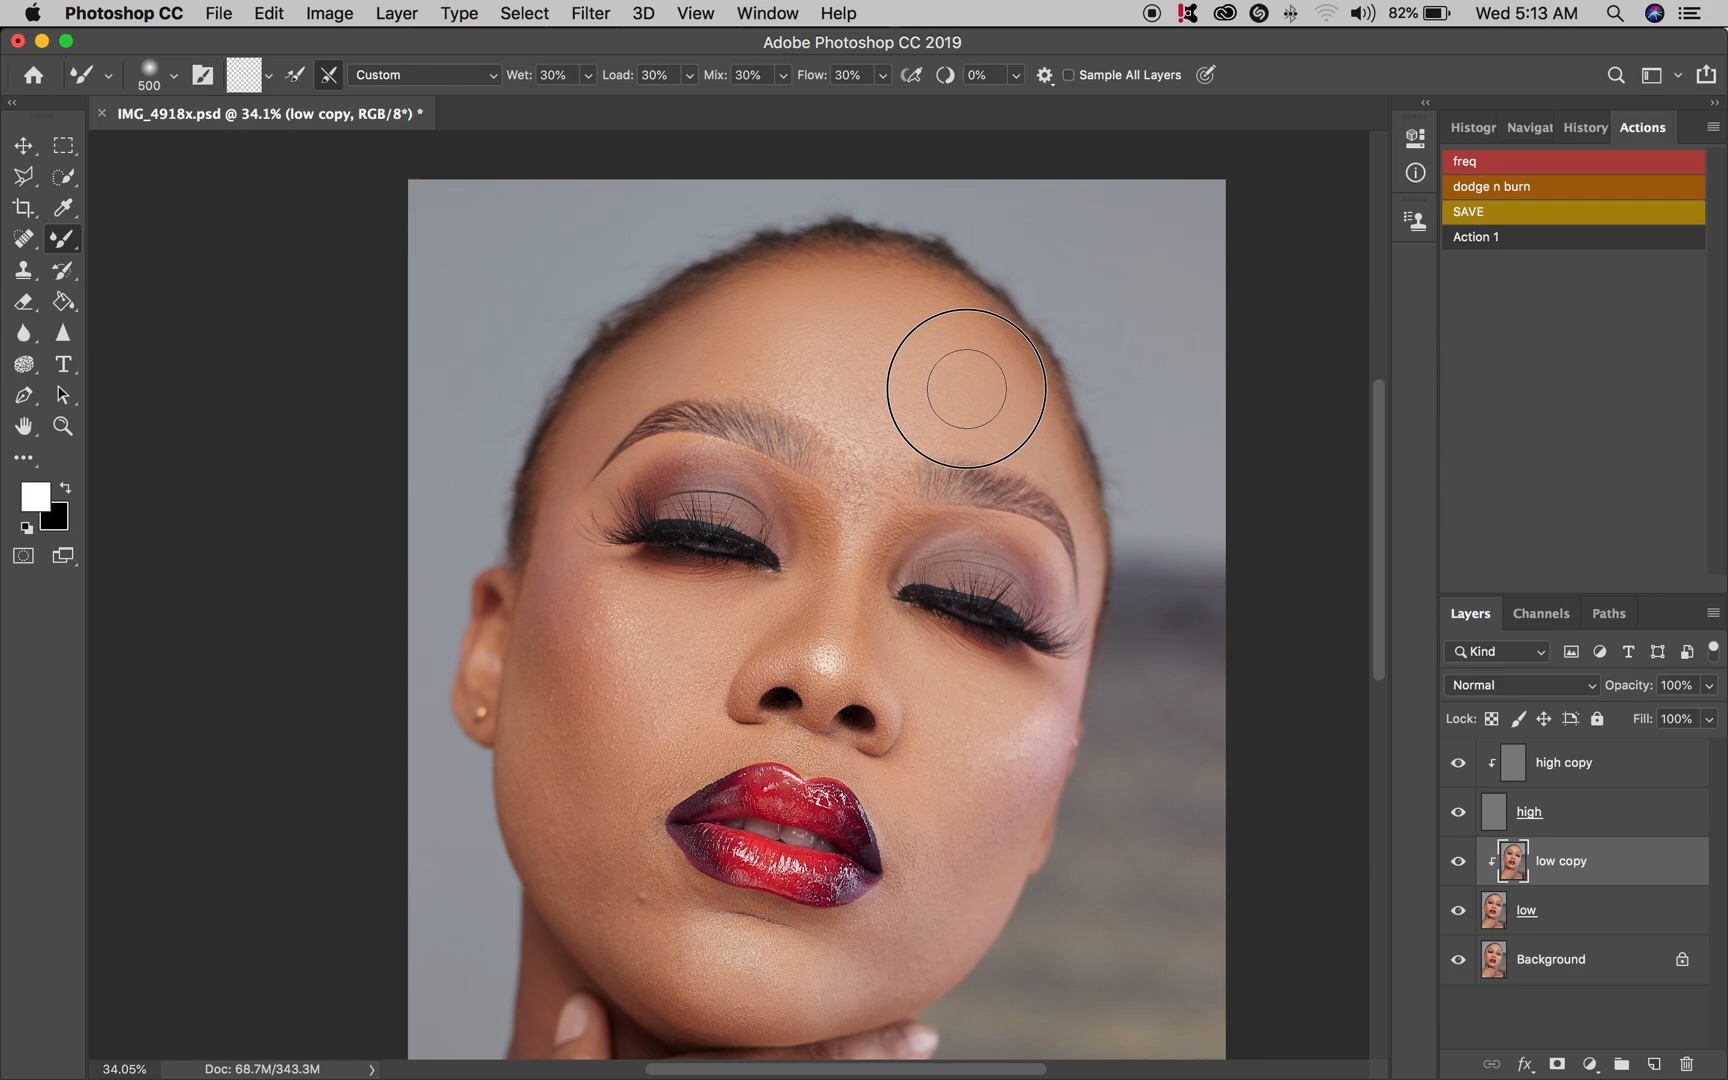 Photoshop CC File Edit Image Layer Type Select Filter 3D View Window Help 82% Wed 5:13 AM
Adobe Photoshop CC 2019
500 Custom Wet: 30% Load: 30% Mix: 30% Flow: 30% 0% Sample All Layers
IMG_4918x.psd @ 34.1% (low copy, RGB/8*) *
Histogr Navigat History Actions
freq
dodge n burn
SAVE
Action 1
Layers Channels Paths
Kind
Normal Opacity: 100%
Lock: Fill: 100%
high copy
high
low copy
low
Background
34.05% Doc: 68.7M/343.3M